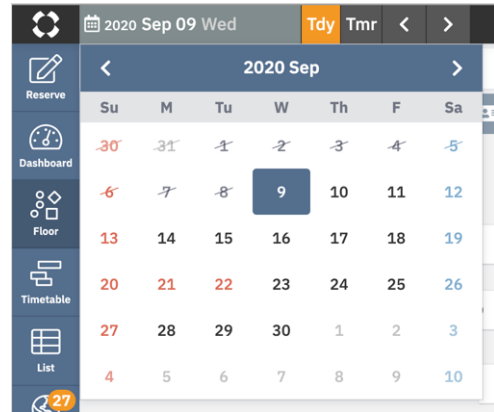 2020 Sep 09 Wed Tdy Tmr < >
Reserve
Dashboard
Floor
Timetable
List
27
< 2020 Sep >
Su M Tu W Th F Sa
30 31 1 2 3 4 5
6 7 8 9 10 11 12
13 14 15 16 17 18 19
20 21 22 23 24 25 26
27 28 29 30 1 2 3
4 5 6 7 8 9 10